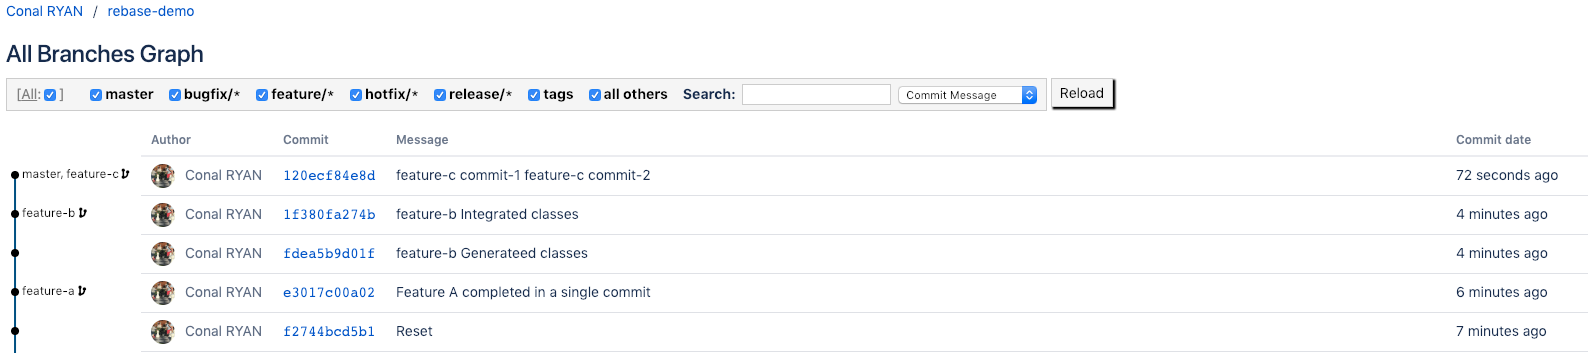 Conal RYAN / rebase-demo
All Branches Graph
[All: ] master bugfix/* feature/* hotfix/* release/* tags all others Search: Commit Message Reload
Author Commit Message Commit date
master, feature-c Conal RYAN 120ecf84e8d feature-c commit-1 feature-c commit-2 72 seconds ago
feature-b Conal RYAN 1f380fa274b feature-b Integrated classes 4 minutes ago
Conal RYAN fdea5b9d01f feature-b Generateed classes 4 minutes ago
feature-a Conal RYAN e3017c00a02 Feature A completed in a single commit 6 minutes ago
Conal RYAN f2744bcd5b1 Reset 7 minutes ago